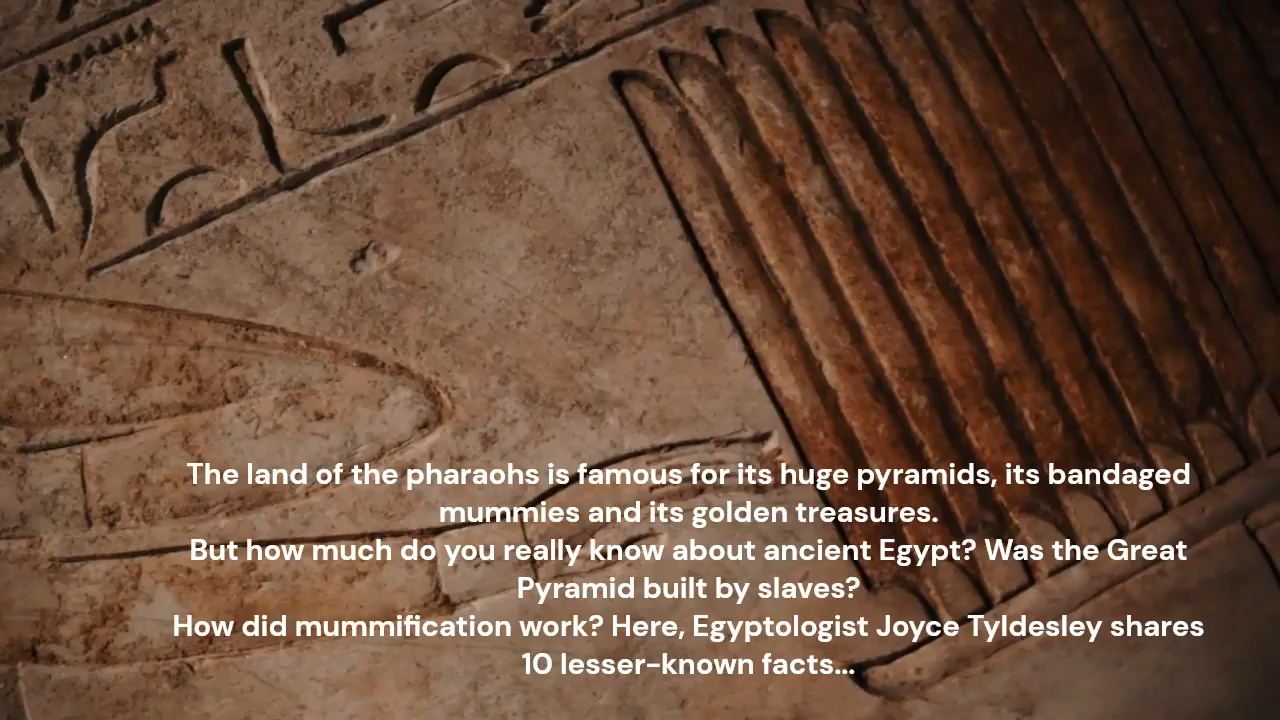 The land of the pharaohs is famous for its huge pyramids, its bandaged
mummies and its golden treasures.
But how much do you really know about ancient Egypt? Was the Great
Pyramid built by slaves?
How did mummification work? Here, Egyptologist Joyce Tyldesley shares
10 lesser-known facts...